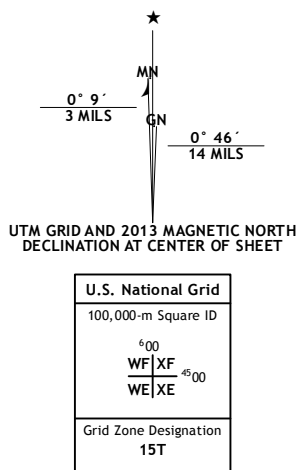 ★
MN
0° 9´
3 MILS
GN
0° 46´
14 MILS
UTM GRID AND 2013 MAGNETIC NORTH
DECLINATION AT CENTER OF SHEET
U.S. National Grid
100,000-m Square ID
⁶00
WF XF
⁴⁵00
WE XE
Grid Zone Designation
15T